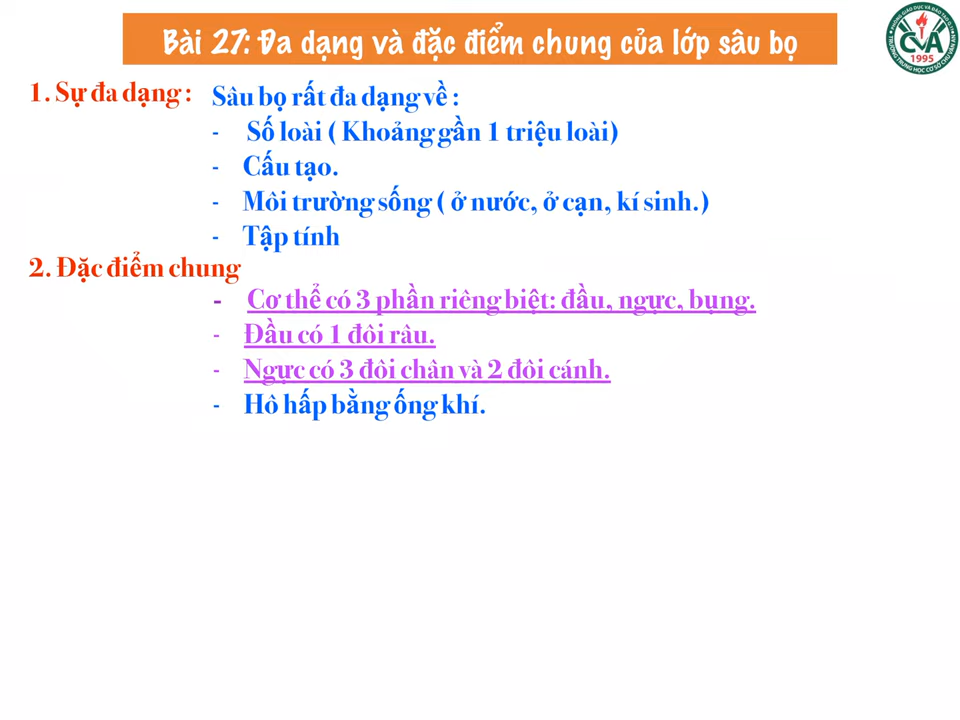 Bài 27: Đa dạng và đặc điểm chung của lớp sâu bọ
CVA
1995
1. Sự đa dạng : Sâu bọ rất đa dạng về :
- Số loài ( Khoảng gần 1 triệu loài)
- Cấu tạo.
- Môi trường sống ( ở nước, ở cạn, kí sinh.)
- Tập tính
2. Đặc điểm chung
- Cơ thể có 3 phần riêng biệt: đầu, ngực, bụng.
- Đầu có 1 đôi râu.
- Ngực có 3 đôi chân và 2 đôi cánh.
- Hô hấp bằng ống khí.